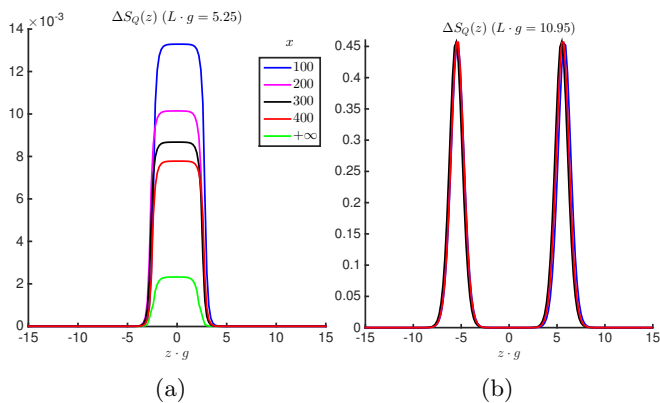 ΔS_Q(z) (L · g = 5.25)
14 ×10⁻³
12
10
8
6
4
2
0
-15 -10 -5 0 5 10 15
z · g
(a)
x
100
200
300
400
+∞
ΔS_Q(z) (L · g = 10.95)
0.45
0.4
0.35
0.3
0.25
0.2
0.15
0.1
0.05
0
-15 -10 -5 0 5 10 15
z · g
(b)